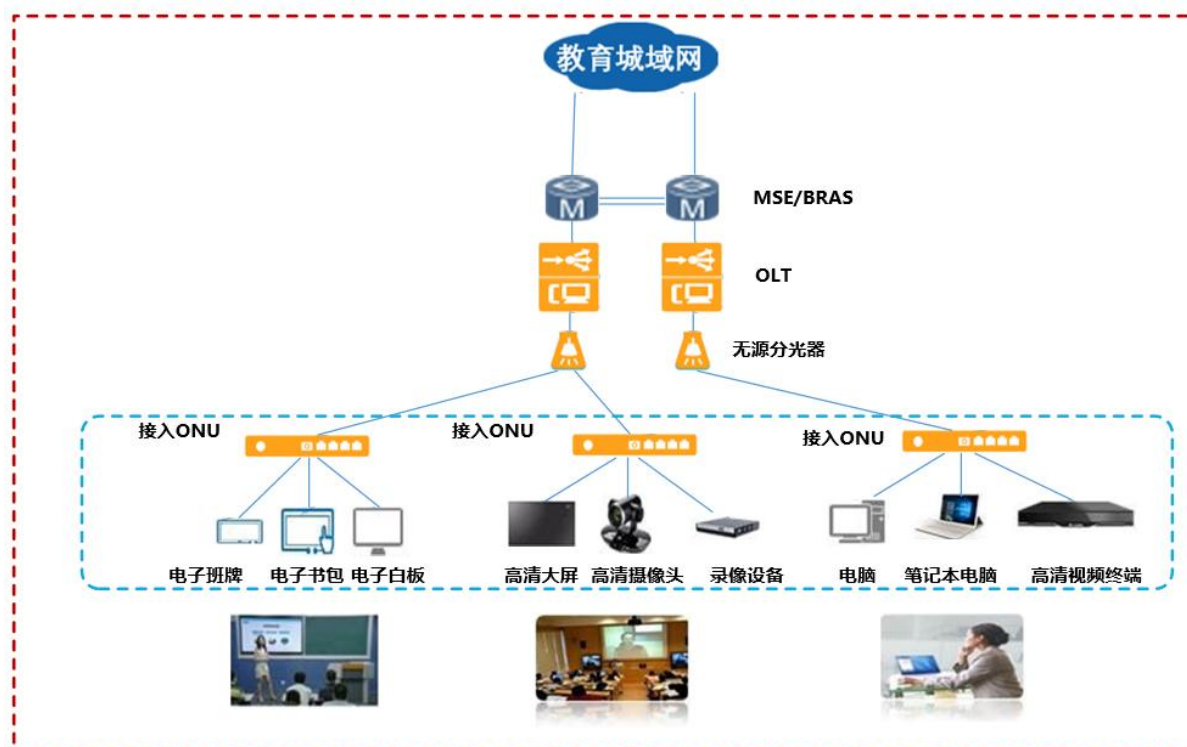 教育城域网
M
M
MSE/BRAS
OLT
无源分光器
接入ONU
接入ONU
接入ONU
电子班牌
电子书包
电子白板
高清大屏
高清摄像头
录像设备
电脑
笔记本电脑
高清视频终端